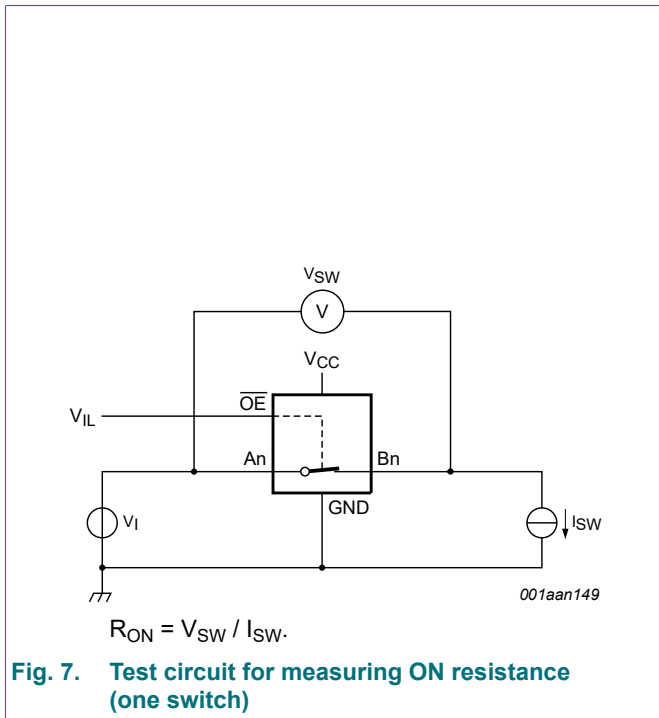 VSW
V
VCC
OE
VIL
An
Bn
GND
VI
ISW
001aan149
RON = VSW / ISW.
Fig. 7. Test circuit for measuring ON resistance
(one switch)